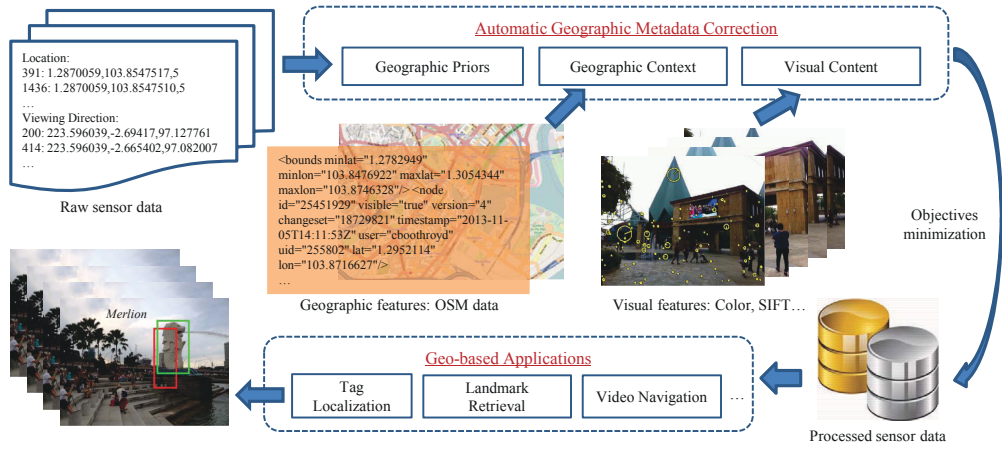 Automatic Geographic Metadata Correction
Geographic Priors
Geographic Context
Visual Content
Location:
391: 1.2870059,103.8547517,5
1436: 1.2870059,103.8547510,5
…
Viewing Direction:
200: 223.596039,-2.69417,97.127761
414: 223.596039,-2.665402,97.082007
…
Raw sensor data
<bounds minlat="1.2782949"
minlon="103.8476922" maxlat="1.3054344"
maxlon="103.8746328"/> <node
id="25451929" visible="true" version="4"
changeset="18729821" timestamp="2013-11-
05T14:11:53Z" user="cboothroyd"
uid="255802" lat="1.2952114"
lon="103.8716627"/>
…
Geographic features: OSM data
Visual features: Color, SIFT…
Objectives
minimization
Merlion
Geo-based Applications
Tag
Localization
Landmark
Retrieval
Video Navigation
…
Processed sensor data